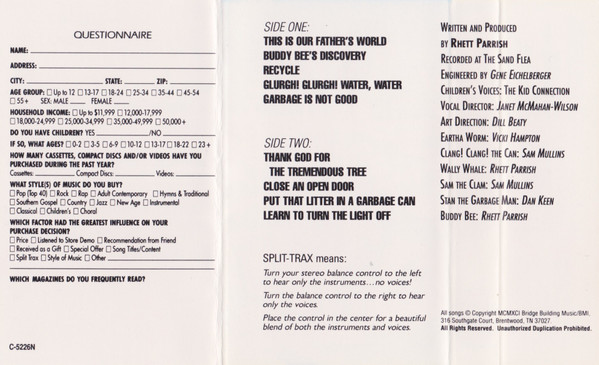 QUESTIONNAIRE
NAME:
ADDRESS:
CITY: STATE: ZIP:
AGE GROUP: □ Up to 12 □ 13-17 □ 18-24 □ 25-34 □ 35-44 □ 45-54
□ 55+ SEX: MALE FEMALE
HOUSEHOLD INCOME: □ Up to $11,999 □ 12,000-17,999
□ 18,000-24,999 □ 25,000-34,999 □ 35,000-49,999 □ 50,000+
DO YOU HAVE CHILDREN? YES /NO
IF SO, WHAT AGES? □ 0-2 □ 3-5 □ 6-9 □ 10-12 □ 13-17 □ 18-22 □ 23+
HOW MANY CASSETTES, COMPACT DISCS AND/OR VIDEOS HAVE YOU
PURCHASED DURING THE PAST YEAR?
Cassettes: Compact Discs: Videos:
WHAT STYLE(S) OF MUSIC DO YOU BUY?
□ Pop (Top 40) □ Rock □ Rap □ Adult Contemporary □ Hymns & Traditional
□ Southern Gospel □ Country □ Jazz □ New Age □ Instrumental
□ Classical □ Children's □ Choral
WHICH FACTOR HAD THE GREATEST INFLUENCE ON YOUR
PURCHASE DECISION?
□ Price □ Listened to Store Demo □ Recommendation from Friend
□ Received as a Gift □ Special Offer □ Song Titles/Content
□ Split Trax □ Style of Music □ Other
WHICH MAGAZINES DO YOU FREQUENTLY READ?
C-5226N
SIDE ONE:
THIS IS OUR FATHER'S WORLD
BUDDY BEE'S DISCOVERY
RECYCLE
GLURGH! GLURGH! WATER, WATER
GARBAGE IS NOT GOOD
SIDE TWO:
THANK GOD FOR
THE TREMENDOUS TREE
CLOSE AN OPEN DOOR
PUT THAT LITTER IN A GARBAGE CAN
LEARN TO TURN THE LIGHT OFF
SPLIT-TRAX means:
Turn your stereo balance control to the left
to hear only the instruments...no voices!
Turn the balance control to the right to hear
only the voices.
Place the control in the center for a beautiful
blend of both the instruments and voices.
WRITTEN AND PRODUCED
BY RHETT PARRISH
RECORDED AT THE SAND FLEA
ENGINEERED BY GENE EICHELBERGER
CHILDREN'S VOICES: THE KID CONNECTION
VOCAL DIRECTOR: JANET MCMAHAN-WILSON
ART DIRECTION: DILL BEATY
EARTHA WORM: VICKI HAMPTON
CLANG! CLANG! THE CAN: SAM MULLINS
WALLY WHALE: RHETT PARRISH
SAM THE CLAM: SAM MULLINS
STAN THE GARBAGE MAN: DAN KEEN
BUDDY BEE: RHETT PARRISH
All songs © Copyright MCMXCI Bridge Building Music/BMI,
316 Southgate Court, Brentwood, TN 37027.
All Rights Reserved. Unauthorized Duplication Prohibited.